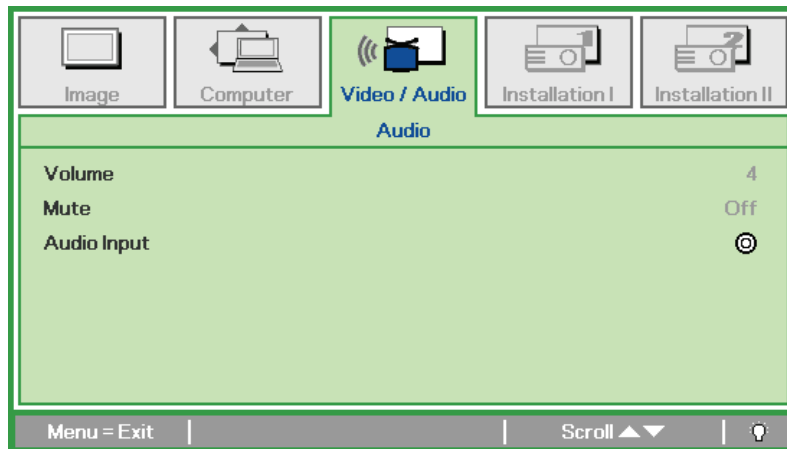 Image Computer Video / Audio Installation I Installation II
Audio
Volume 4
Mute Off
Audio Input
Menu = Exit Scroll ▲▼